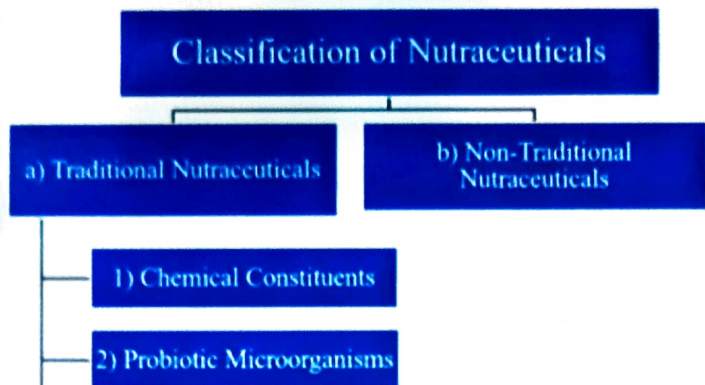 Classification of Nutraceuticals
a) Traditional Nutraceuticals
b) Non-Traditional
Nutraceuticals
1) Chemical Constituents
2) Probiotic Microorganisms